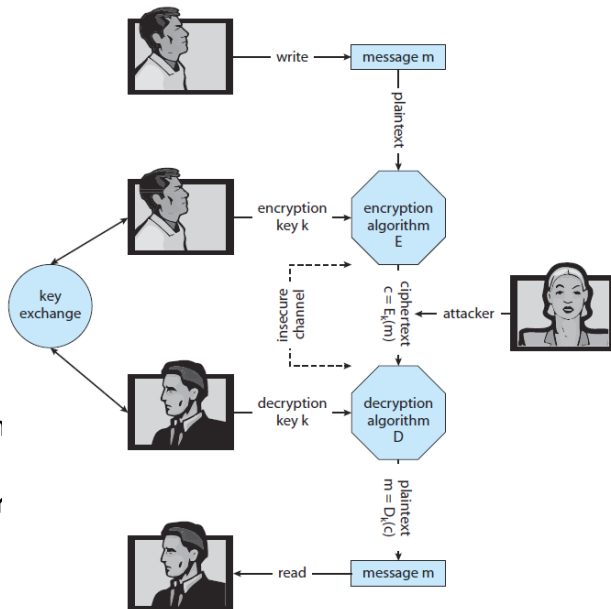 write
message m
plaintext
encryption
key k
encryption
algorithm
E
key
exchange
insecure
channel
ciphertext
c = Eₖ(m)
attacker
decryption
key k
decryption
algorithm
D
plaintext
m = Dₖ(c)
read
message m